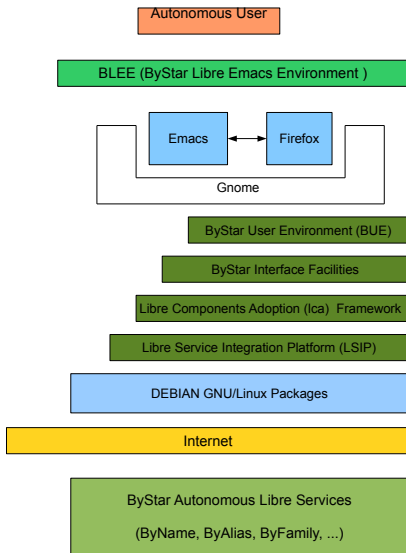 Autonomous User
BLEE (ByStar Libre Emacs Environment )
Emacs Firefox
Gnome
ByStar User Environment (BUE)
ByStar Interface Facilities
Libre Components Adoption (lca) Framework
Libre Service Integration Platform (LSIP)
DEBIAN GNU/Linux Packages
Internet
ByStar Autonomous Libre Services
(ByName, ByAlias, ByFamily, ...)